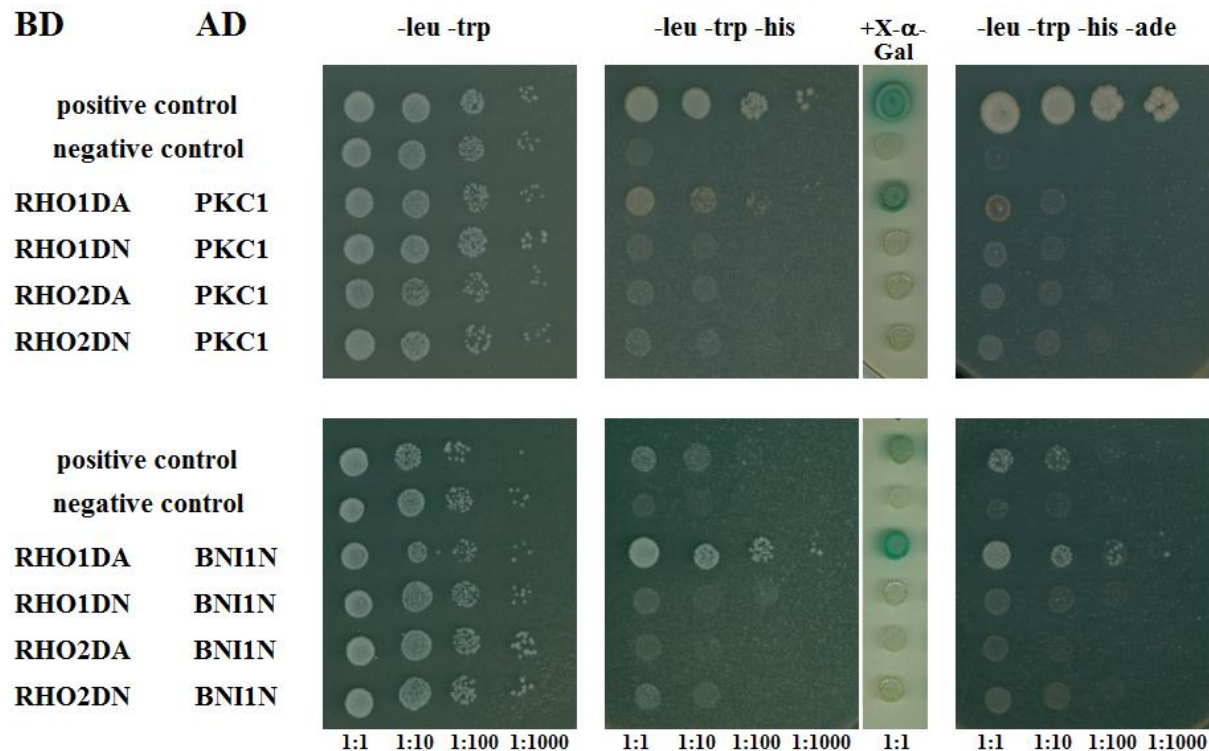 BD AD -leu -trp -leu -trp -his +X-α-Gal -leu -trp -his -ade
positive control
negative control
RHO1DA PKC1
RHO1DN PKC1
RHO2DA PKC1
RHO2DN PKC1
positive control
negative control
RHO1DA BNI1N
RHO1DN BNI1N
RHO2DA BNI1N
RHO2DN BNI1N
1:1 1:10 1:100 1:1000 1:1 1:10 1:100 1:1000 1:1 1:1 1:10 1:100 1:1000